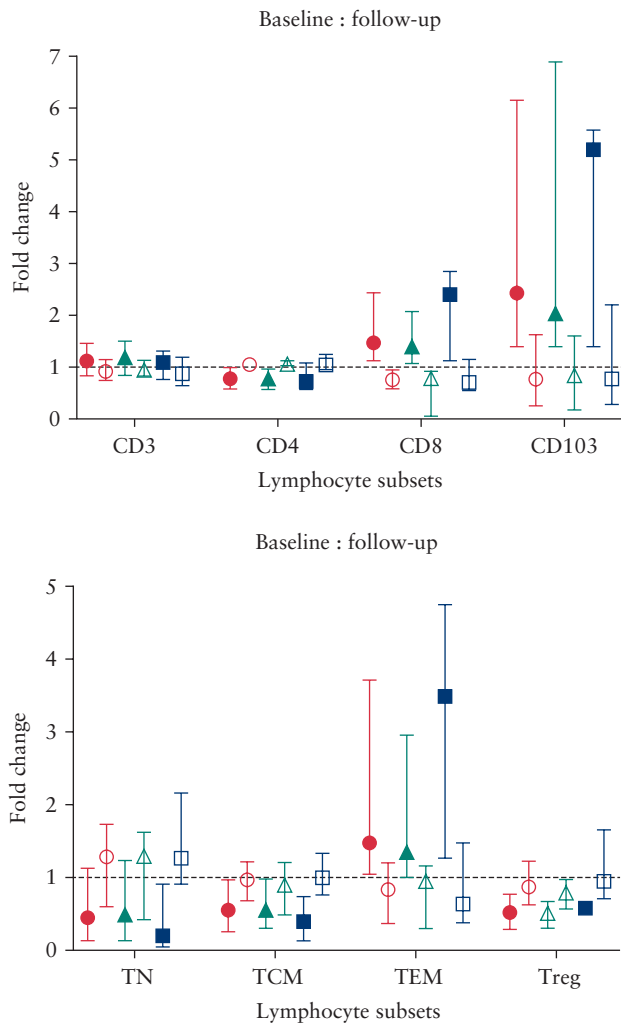 Baseline : follow-up
7
6
5
4
3
2
1
0
Fold change
CD3 CD4 CD8 CD103
Lymphocyte subsets
Baseline : follow-up
5
4
3
2
1
0
Fold change
TN TCM TEM Treg
Lymphocyte subsets